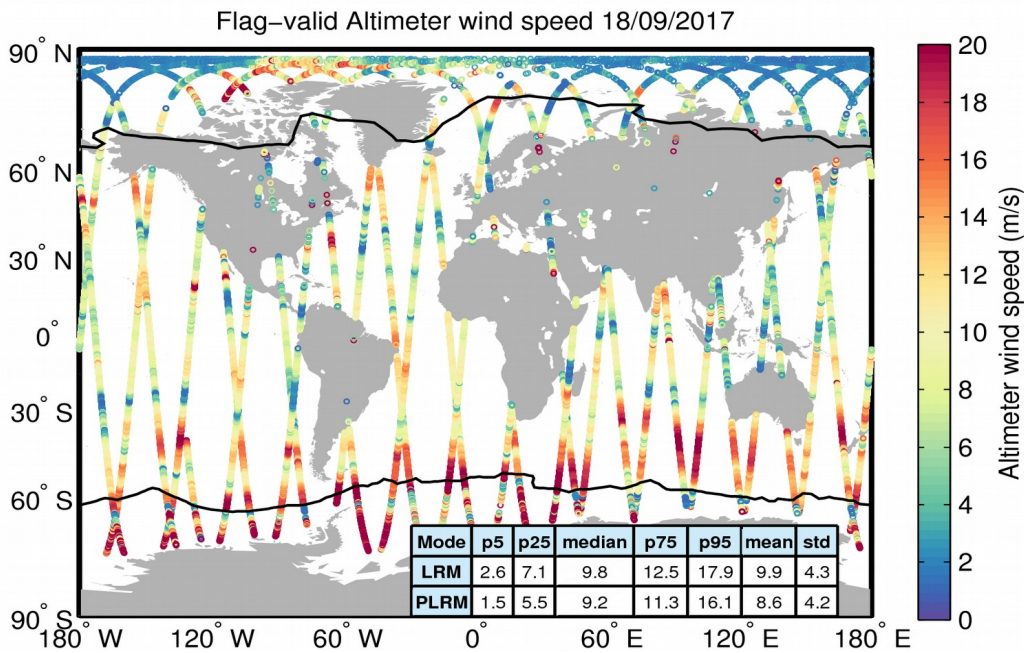 Flag−valid Altimeter wind speed 18/09/2017
90° N
60° N
30° N
0°
30° S
60° S
90° S
180° W
120° W
60° W
0°
60° E
120° E
180° E
Mode p5 p25 median p75 p95 mean std
LRM 2.6 7.1 9.8 12.5 17.9 9.9 4.3
PLRM 1.5 5.5 9.2 11.3 16.1 8.6 4.2
20
18
16
14
12
10
8
6
4
2
0
Altimeter wind speed (m/s)